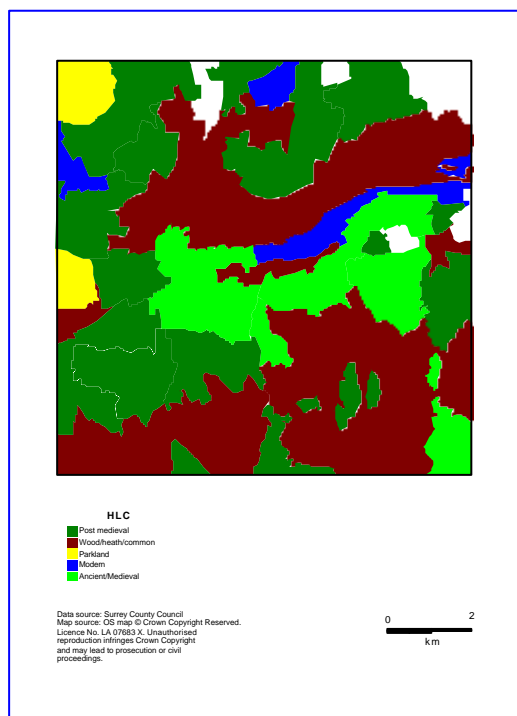 HLC
Post medieval
Wood/heath/common
Parkland
Modern
Ancient/Medieval
Data source: Surrey County Council
Map source: OS map © Crown Copyright Reserved.
Licence No. LA 07683 X. Unauthorised
reproduction infringes Crown Copyright
and may lead to prosecution or civil
proceedings.
0 2
km